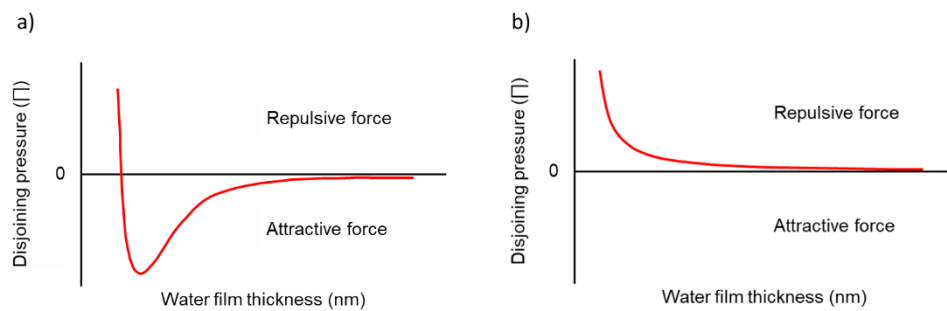 a)
Disjoining pressure (∏)
0
Repulsive force
Attractive force
Water film thickness (nm)
b)
Disjoining pressure (∏)
0
Repulsive force
Attractive force
Water film thickness (nm)